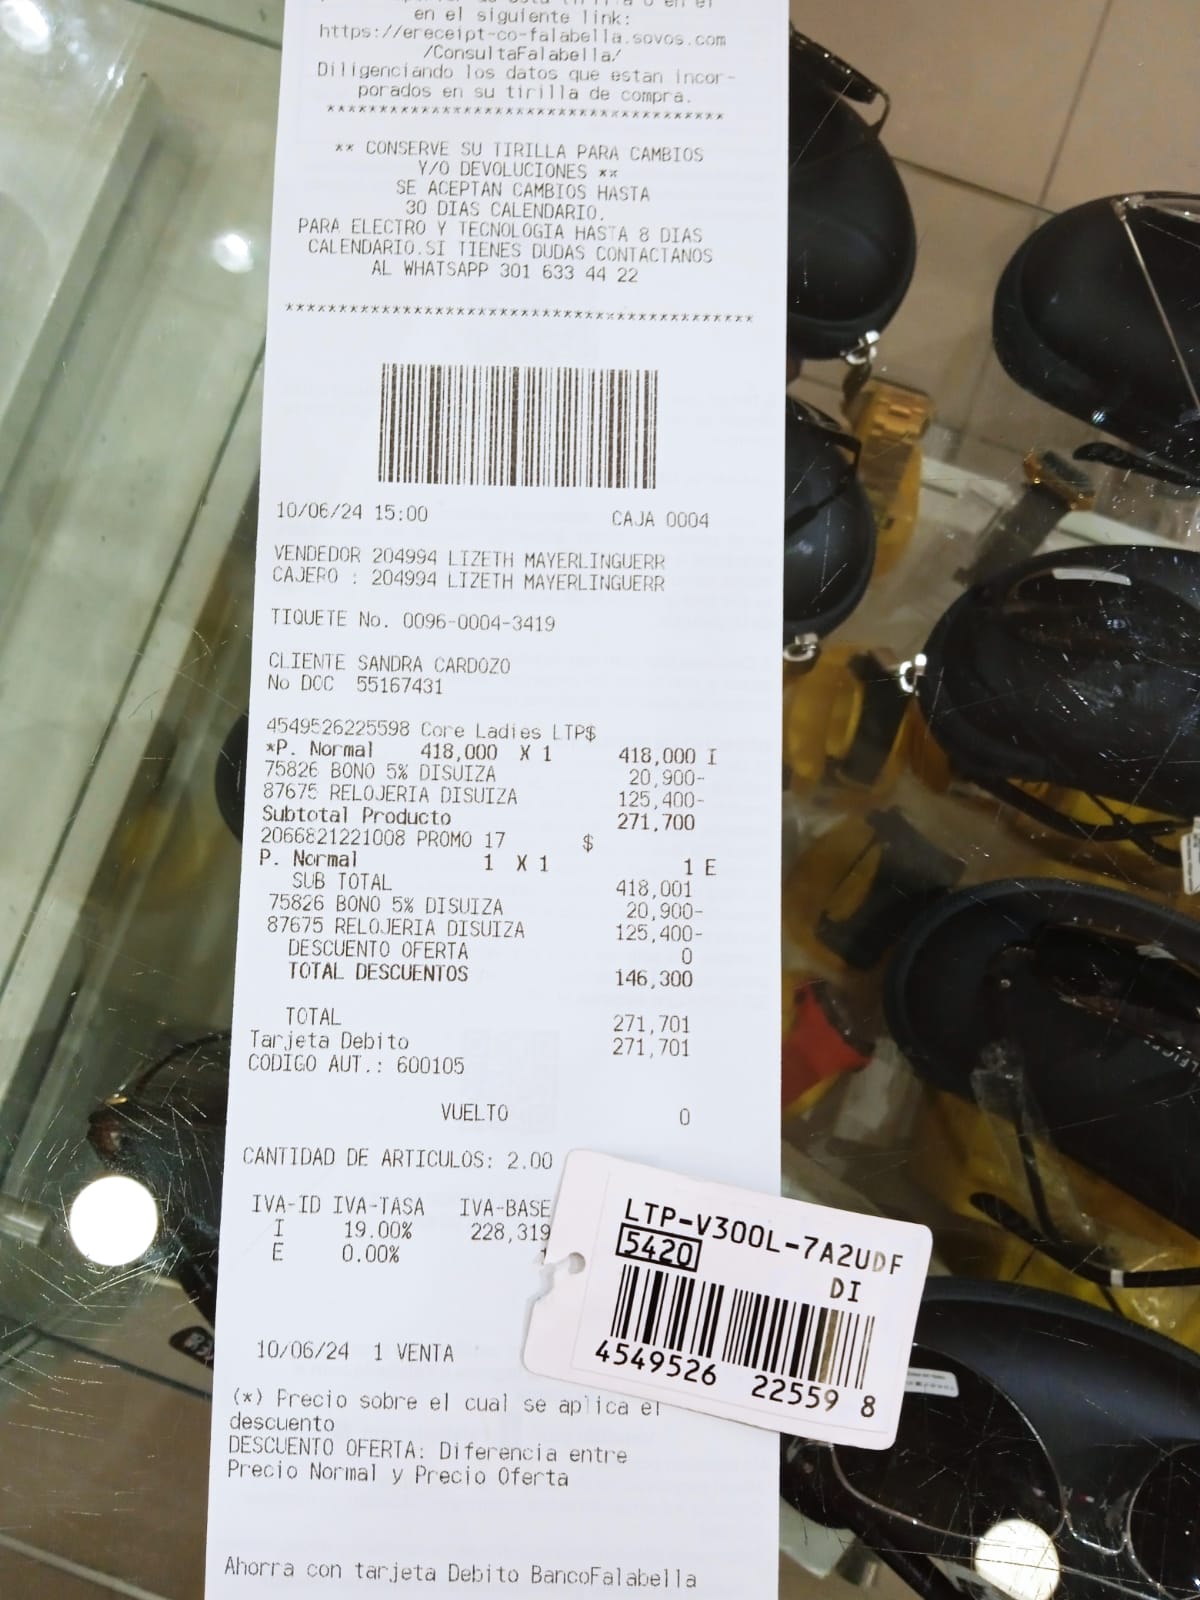 en el siguiente link:
https://ereceipt-co-falabella.sovos.com
/ConsultaFalabella/
Diligenciando los datos que estan incor-
porados en su tirilla de compra.
****************************************
** CONSERVE SU TIRILLA PARA CAMBIOS
Y/O DEVOLUCIONES **
SE ACEPTAN CAMBIOS HASTA
30 DIAS CALENDARIO.
PARA ELECTRO Y TECNOLOGIA HASTA 8 DIAS
CALENDARIO.SI TIENES DUDAS CONTACTANOS
AL WHATSAPP 301 633 44 22
************************************************
10/06/24 15:00 CAJA 0004
VENDEDOR 204994 LIZETH MAYERLINGUERR
CAJERO : 204994 LIZETH MAYERLINGUERR
TIQUETE No. 0096-0004-3419
CLIENTE SANDRA CARDOZO
No DOC 55167431
4549526225598 Core Ladies LTP$
*P. Normal 418,000 X 1 418,000 I
75826 BONO 5% DISUIZA 20,900-
87675 RELOJERIA DISUIZA 125,400-
Subtotal Producto 271,700
2066821221008 PROMO 17 $
P. Normal 1 X 1 1 E
SUB TOTAL 418,001
75826 BONO 5% DISUIZA 20,900-
87675 RELOJERIA DISUIZA 125,400-
DESCUENTO OFERTA 0
TOTAL DESCUENTOS 146,300
TOTAL 271,701
Tarjeta Debito 271,701
CODIGO AUT.: 600105
VUELTO 0
CANTIDAD DE ARTICULOS: 2.00
IVA-ID IVA-TASA IVA-BASE
I 19.00% 228,319
E 0.00% 1
10/06/24 1 VENTA
(*) Precio sobre el cual se aplica el
descuento
DESCUENTO OFERTA: Diferencia entre
Precio Normal y Precio Oferta
Ahorra con tarjeta Debito BancoFalabella
LTP-V300L-7A2UDF
5420
DI
4549526 22559 8